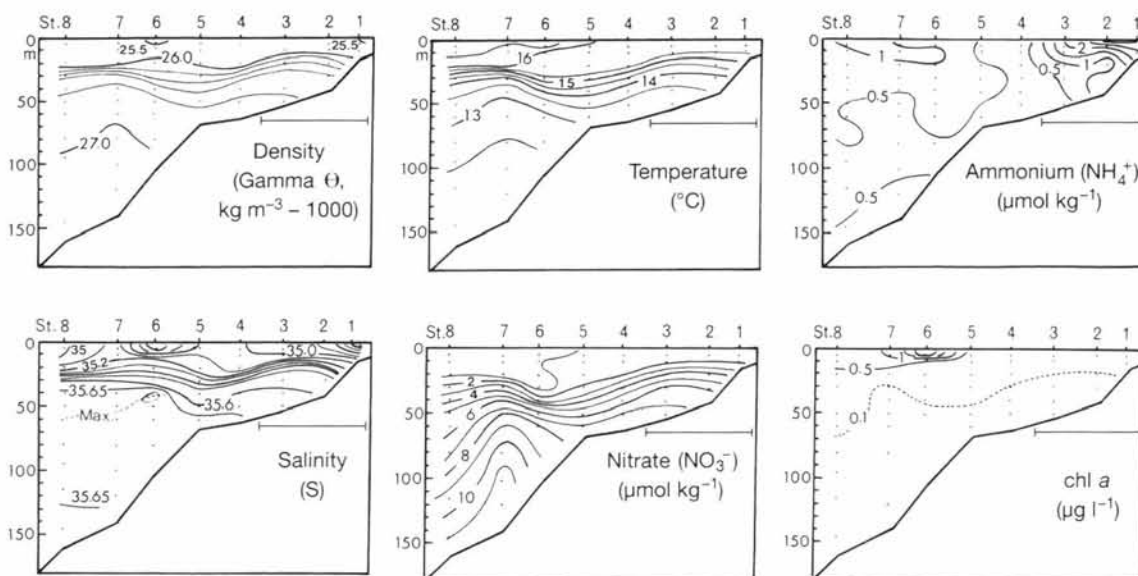 St.8 7 6 5 4 3 2 1
0
m
50
100
150
25.5
26.0
25.5
27.0
Density
(Gamma Θ,
kg m⁻³ – 1000)
St.8 7 6 5 4 3 2 1
0
m
50
100
150
16
15
14
13
Temperature
(°C)
St.8 7 6 5 4 3 2 1
0
m
50
100
150
1
2
0.5
1
0.5
0.5
Ammonium (NH₄⁺)
(μmol kg⁻¹)
St. 8 7 6 5 4 3 2 1
0
50
100
150
35
35.0
35.2
35.65
35.6
Max
35.65
Salinity
(S)
St.8 7 6 5 4 3 2 1
0
50
100
150
2
4
6
8
10
Nitrate (NO₃⁻)
(μmol kg⁻¹)
St.8 7 6 5 4 3 2 1
0
50
100
150
1
0.5
0.1
chl a
(μg l⁻¹)